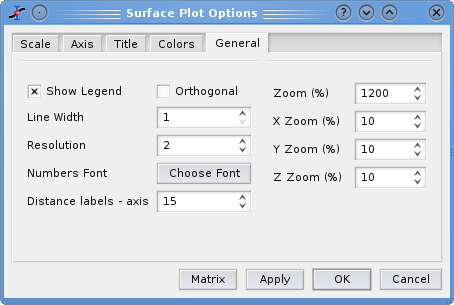 Surface Plot Options
Scale Axis Title Colors General
Show Legend Orthogonal
Line Width 1
Resolution 2
Numbers Font Choose Font
Distance labels - axis 15
Zoom (%) 1200
X Zoom (%) 10
Y Zoom (%) 10
Z Zoom (%) 10
Matrix Apply OK Cancel